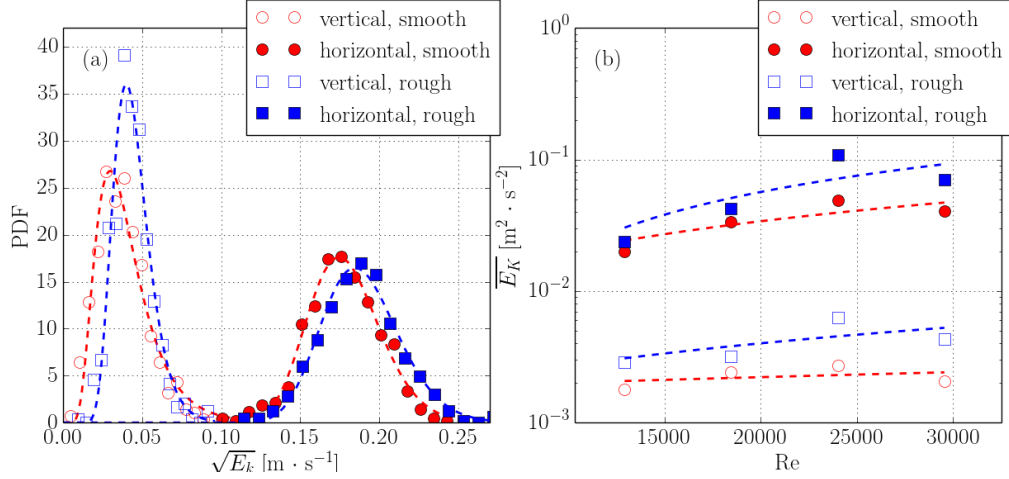 vertical, smooth
horizontal, smooth
vertical, rough
horizontal, rough
(a)
40
35
30
25
20
15
10
5
0
PDF
0.00 0.05 0.10 0.15 0.20 0.25
√E_k [m · s⁻¹]
vertical, smooth
horizontal, smooth
vertical, rough
horizontal, rough
(b)
10⁰
10⁻¹
10⁻²
10⁻³
E_K [m² · s⁻²]
15000 20000 25000 30000
Re